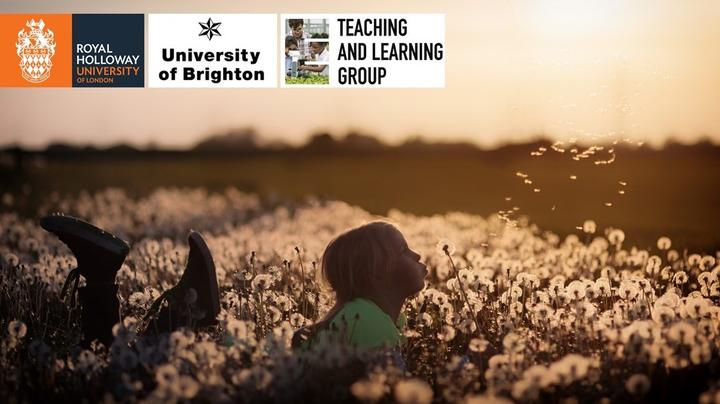 ROYAL
HOLLOWAY
UNIVERSITY
OF LONDON
University
of Brighton
TEACHING
AND LEARNING
GROUP